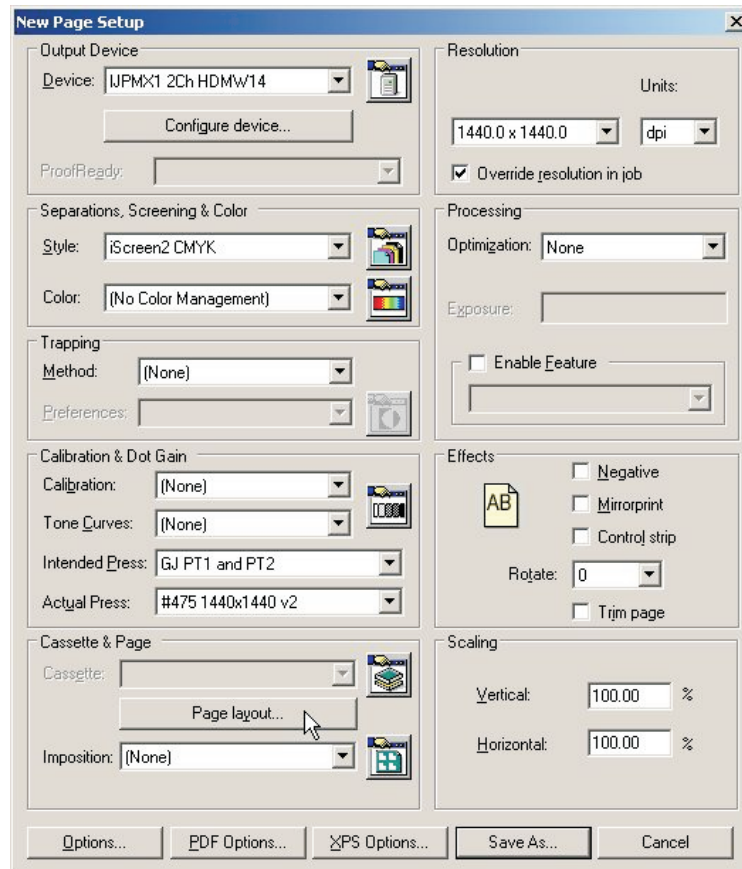 New Page Setup
Output Device
Device: IJPMX1 2Ch HDMW14
Configure device...
ProofReady:
Resolution
Units:
1440.0 x 1440.0 dpi
Override resolution in job
Separations, Screening & Color
Style: iScreen2 CMYK
Color: (No Color Management)
Processing
Optimization: None
Exposure:
Enable Feature
Trapping
Method: (None)
Preferences:
Calibration & Dot Gain
Calibration: (None)
Tone Curves: (None)
Intended Press: GJ PT1 and PT2
Actual Press: #475 1440x1440 v2
Effects
AB
Negative
Mirrorprint
Control strip
Rotate: 0
Trim page
Cassette & Page
Cassette:
Page layout...
Imposition: (None)
Scaling
Vertical: 100.00 %
Horizontal: 100.00 %
Options... PDF Options... XPS Options... Save As... Cancel